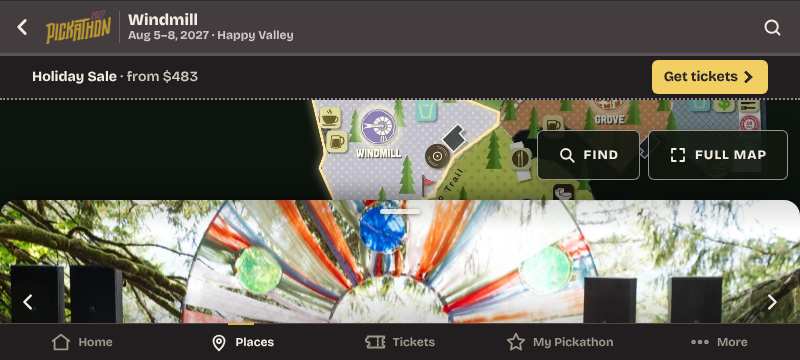 PICKATHON
Windmill
Aug 5–8, 2027 · Happy Valley
Holiday Sale · from $483
Get tickets
WINDMILL
GROVE
Trail
FIND
FULL MAP
Home
Places
Tickets
My Pickathon
More